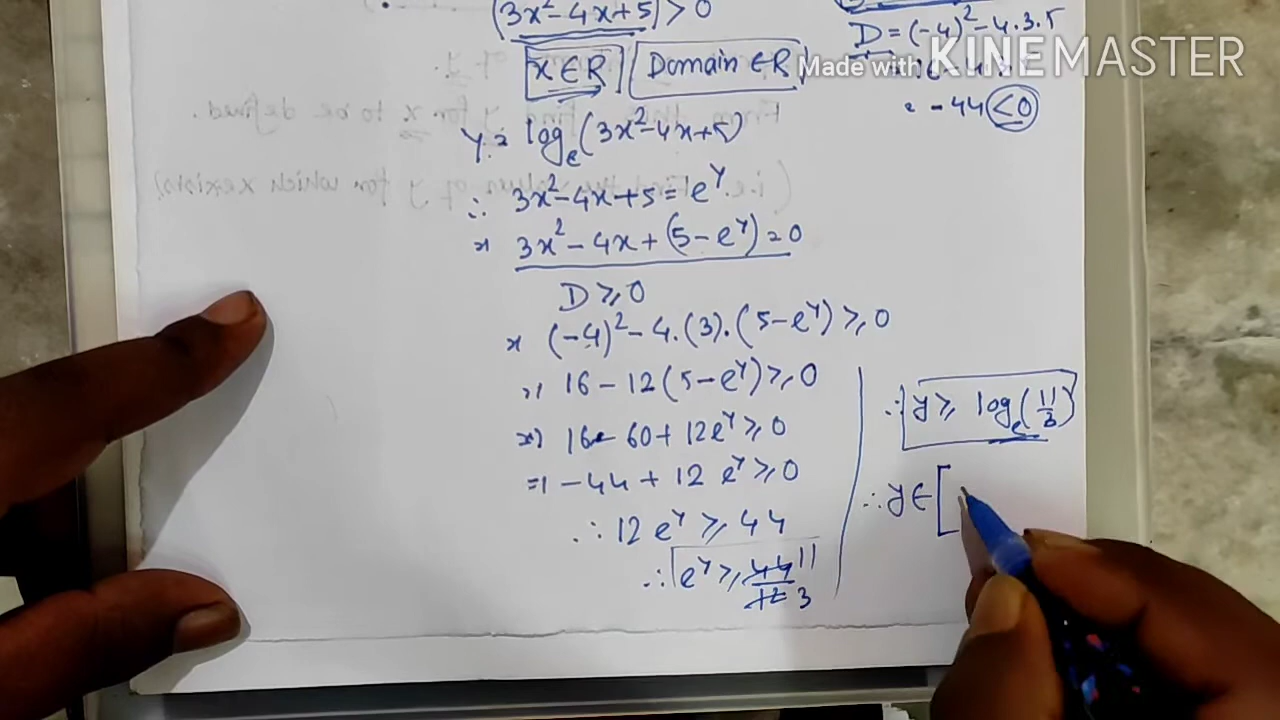 (3x²-4x+5)>0
x∈R Domain ∈R
D = (-4)²-4.3.5
= -44 <0
Made with KINEMASTER
y = logₑ(3x²-4x+5)
∴ 3x²-4x+5 = eʸ
⇒ 3x²-4x+(5-eʸ)=0
D ≥ 0
⇒ (-4)²-4.(3).(5-eʸ) ≥ 0
⇒ 16-12(5-eʸ) ≥ 0
⇒ 16-60+12eʸ ≥ 0
⇒ -44+12eʸ ≥ 0
∴ 12eʸ ≥ 44
∴ eʸ ≥ 44/12 11/3
∴ y ≥ logₑ(11/3)
∴ y ∈ [